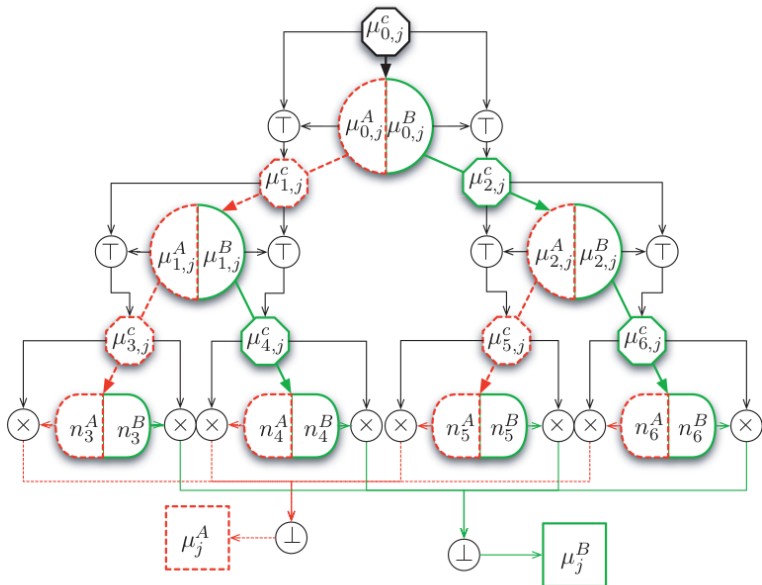 μ^c_{0,j}
μ^A_{0,j} μ^B_{0,j}
⊤ ⊤
μ^c_{1,j} μ^c_{2,j}
μ^A_{1,j} μ^B_{1,j} μ^A_{2,j} μ^B_{2,j}
⊤ ⊤ ⊤ ⊤
μ^c_{3,j} μ^c_{4,j} μ^c_{5,j} μ^c_{6,j}
× n^A_3 n^B_3 × × n^A_4 n^B_4 × × n^A_5 n^B_5 × × n^A_6 n^B_6 ×
μ^A_j ⊥ ⊥ μ^B_j